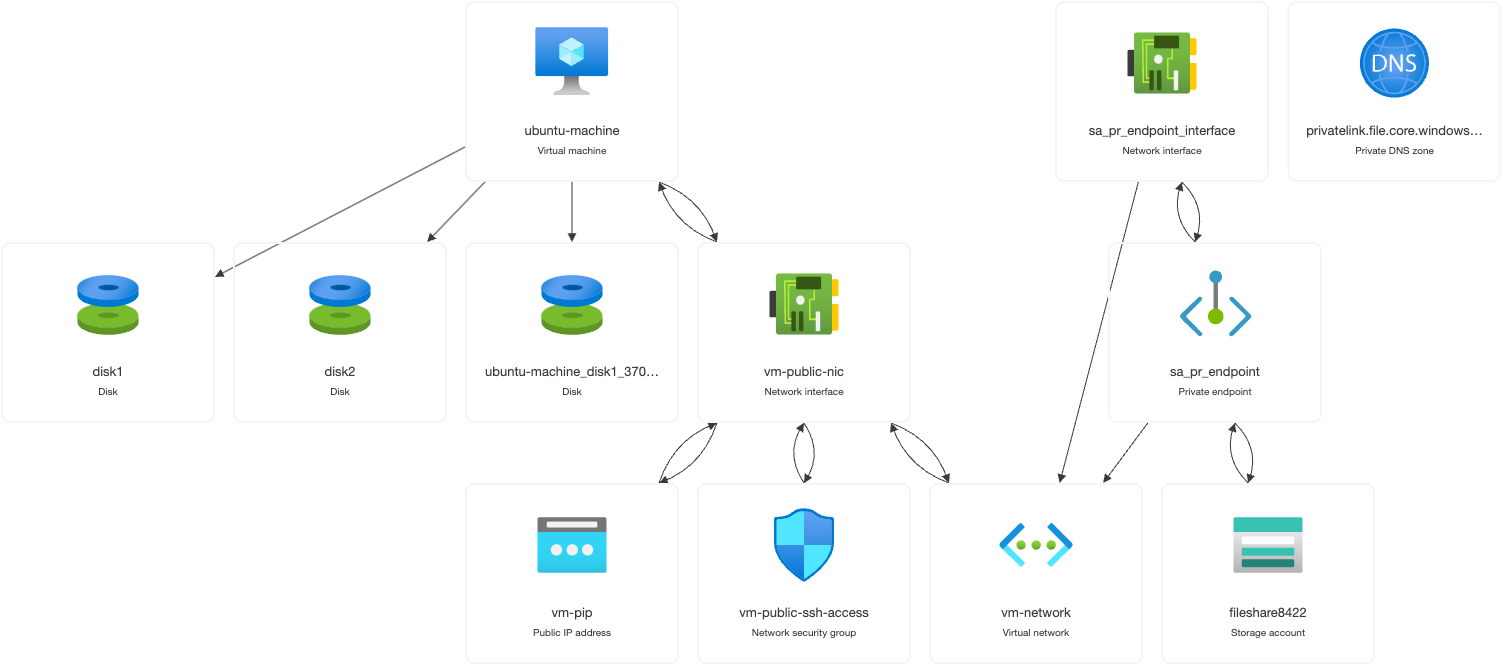 ubuntu-machine
Virtual machine
sa_pr_endpoint_interface
Network interface
DNS
privatelink.file.core.windows...
Private DNS zone
disk1
Disk
disk2
Disk
ubuntu-machine_disk1_370...
Disk
vm-public-nic
Network interface
sa_pr_endpoint
Private endpoint
vm-pip
Public IP address
vm-public-ssh-access
Network security group
vm-network
Virtual network
fileshare8422
Storage account